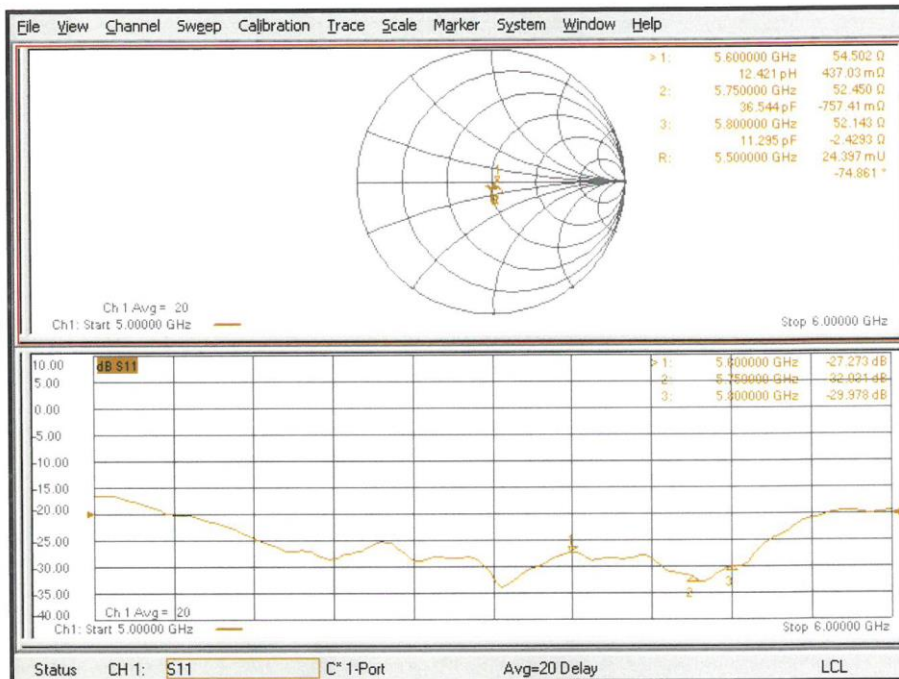 File View Channel Sweep Calibration Trace Scale Marker System Window Help
> 1: 5.600000 GHz 54.502 Ω
12.421 pH 437.03 mΩ
2: 5.750000 GHz 52.450 Ω
36.544 pF -757.41 mΩ
3: 5.800000 GHz 52.143 Ω
11.295 pF -2.4293 Ω
R: 5.500000 GHz 24.397 mU
-74.861 °
1
R
Ch 1 Avg = 20
Ch1: Start 5.00000 GHz
Stop 6.00000 GHz
10.00
dB S11
> 1: 5.600000 GHz -27.273 dB
2: 5.750000 GHz -32.031 dB
3: 5.800000 GHz -29.978 dB
5.00
0.00
-5.00
-10.00
-15.00
-20.00
-25.00
-30.00
-35.00
-40.00
1
2
3
Ch 1 Avg = 20
Ch1: Start 5.00000 GHz
Stop 6.00000 GHz
Status CH 1: S11 C* 1-Port Avg=20 Delay LCL